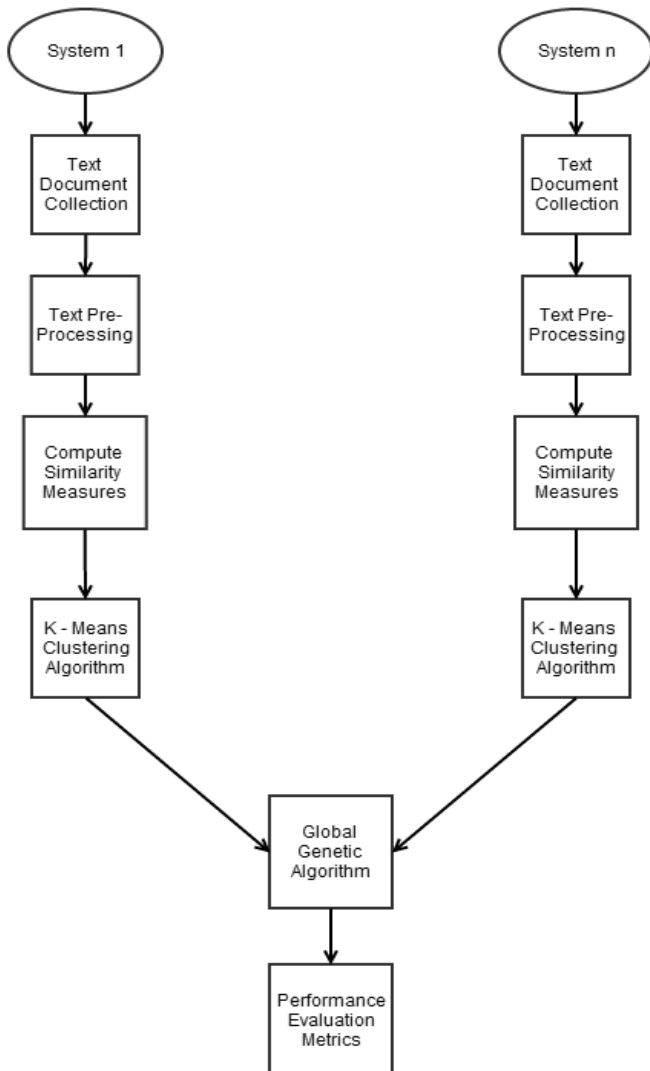 System 1
Text
Document
Collection
Text Pre-
Processing
Compute
Similarity
Measures
K - Means
Clustering
Algorithm
System n
Text
Document
Collection
Text Pre-
Processing
Compute
Similarity
Measures
K - Means
Clustering
Algorithm
Global
Genetic
Algorithm
Performance
Evaluation
Metrics